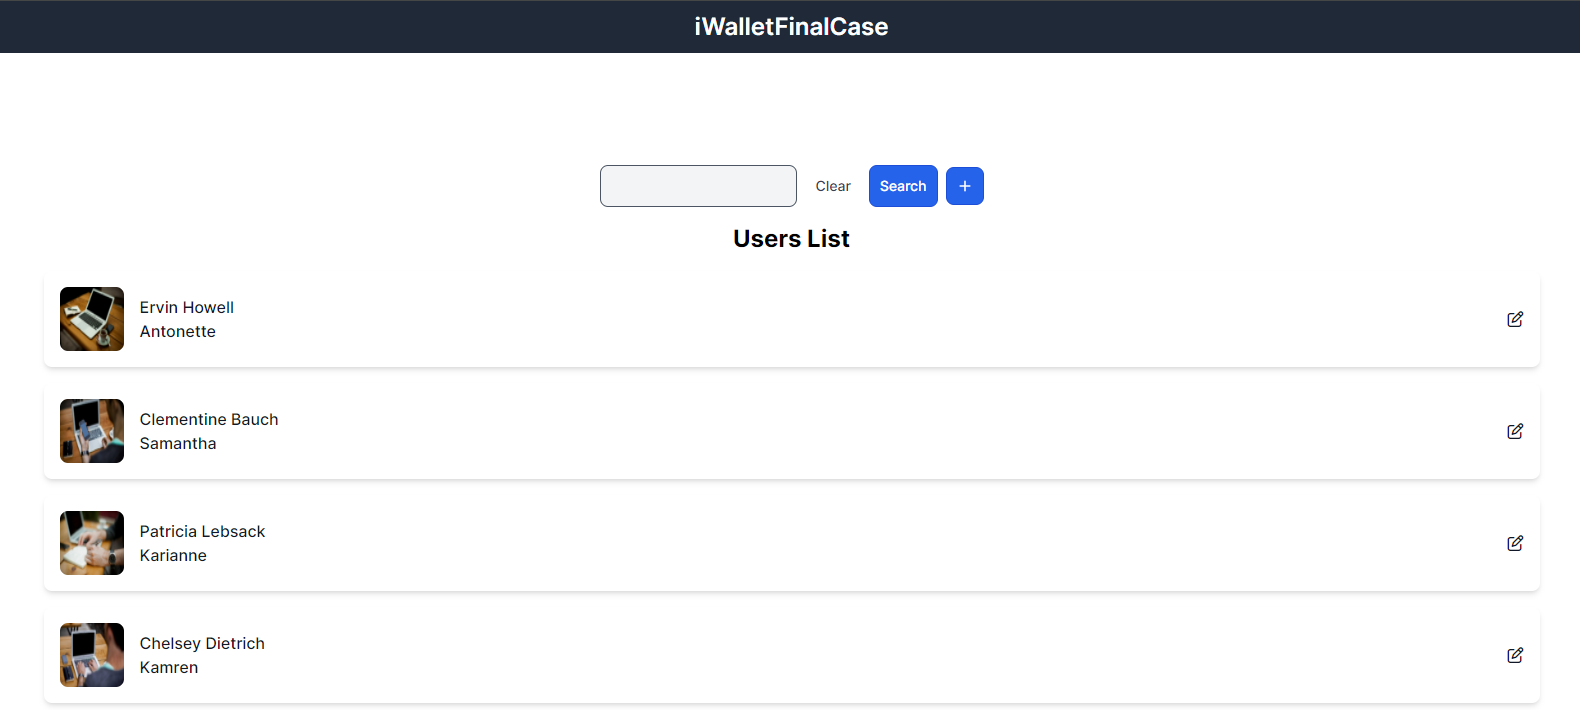 iWalletFinalCase
Clear Search +
Users List
Ervin Howell
Antonette
Clementine Bauch
Samantha
Patricia Lebsack
Karianne
Chelsey Dietrich
Kamren